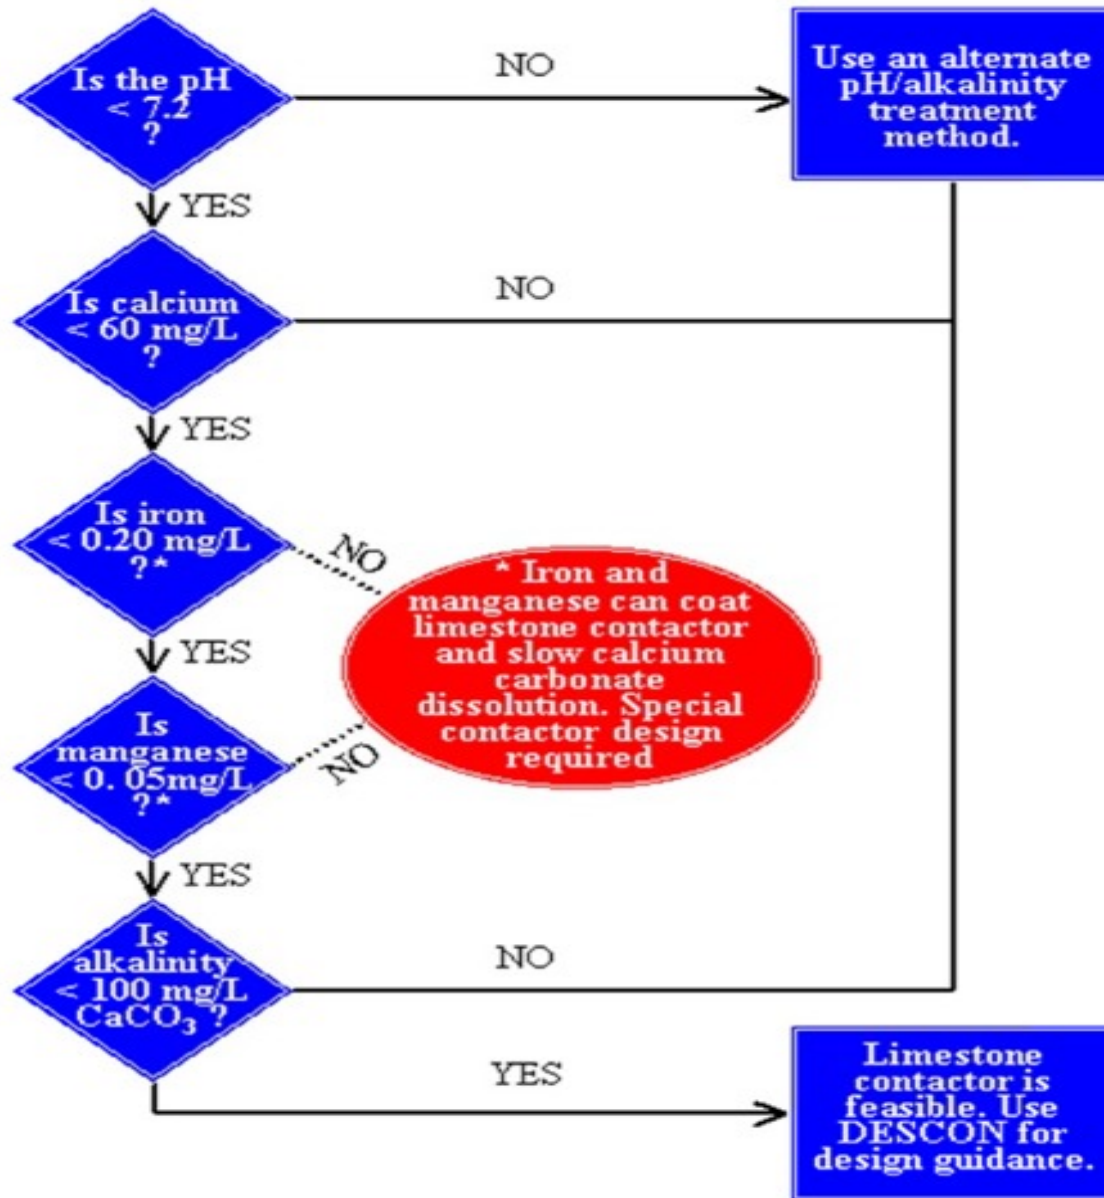 Is the pH
< 7.2
?
NO
Use an alternate
pH/alkalinity
treatment
method.
YES
Is calcium
< 60 mg/L
?
NO
YES
Is iron
< 0.20 mg/L
?*
NO
* Iron and
manganese can coat
limestone contactor
and slow calcium
carbonate
dissolution. Special
contactor design
required
YES
Is
manganese
< 0. 05mg/L
?*
NO
YES
Is
alkalinity
< 100 mg/L
CaCO₃ ?
NO
YES
Limestone
contactor is
feasible. Use
DESCON for
design guidance.